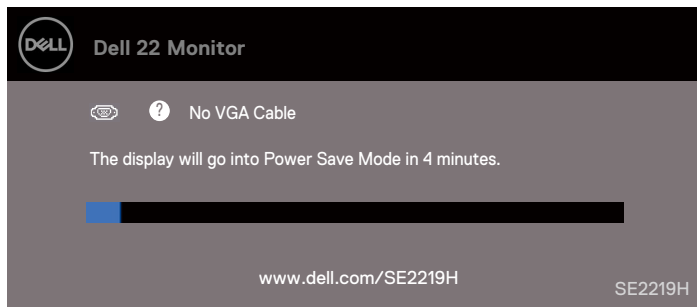 DELL
Dell 22 Monitor
? No VGA Cable
The display will go into Power Save Mode in 4 minutes.
www.dell.com/SE2219H
SE2219H